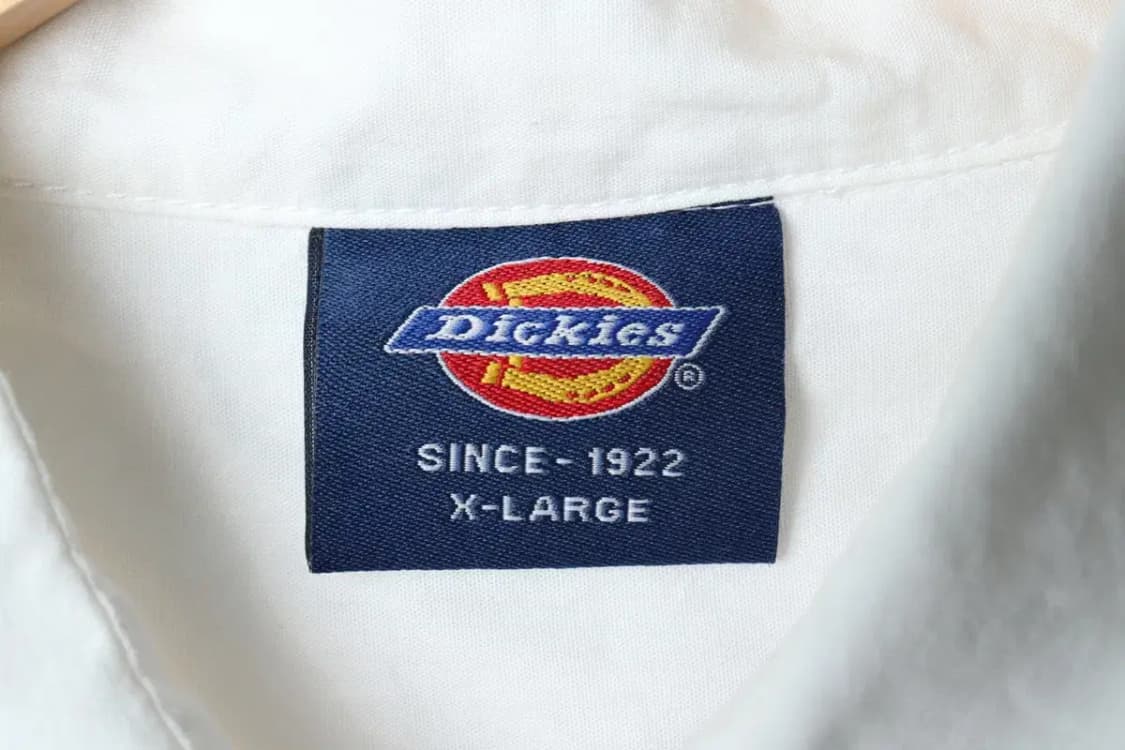 Dickies
®
SINCE-1922
X-LARGE